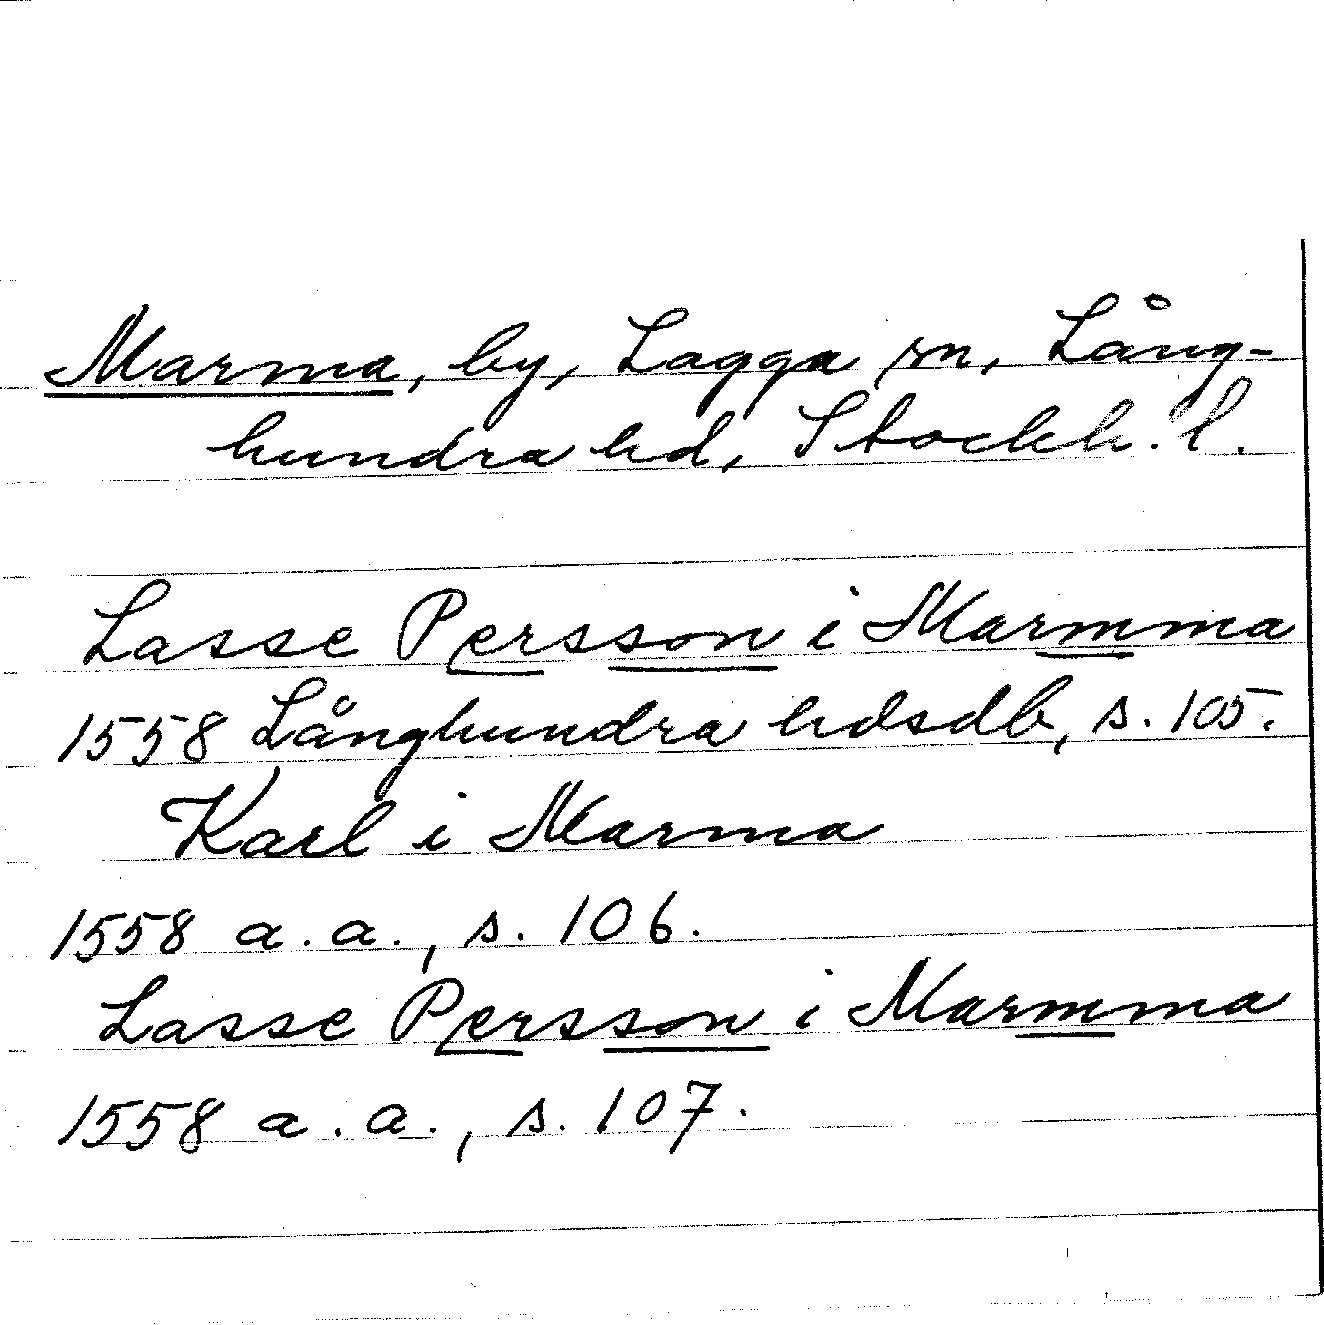 Marma, by, Lagga sn, Lång-
hundra hd, Stockh. l.
Lasse Persson i Marmma
1558 Långhundra hdsdb, s. 105.
Karl i Marma
1558 a.a., s. 106.
Lasse Persson i Marmma
1558 a.a., s. 107.